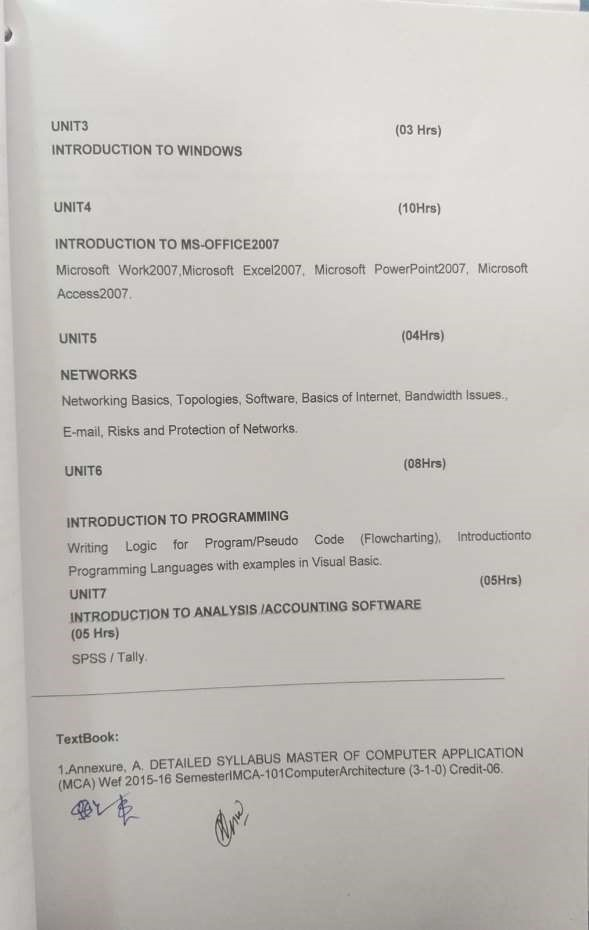 UNIT3 (03 Hrs)
INTRODUCTION TO WINDOWS
UNIT4 (10Hrs)
INTRODUCTION TO MS-OFFICE2007
Microsoft Work2007,Microsoft Excel2007, Microsoft PowerPoint2007, Microsoft
Access2007.
UNIT5 (04Hrs)
NETWORKS
Networking Basics, Topologies, Software, Basics of Internet, Bandwidth Issues.,
E-mail, Risks and Protection of Networks.
UNIT6 (08Hrs)
INTRODUCTION TO PROGRAMMING
Writing Logic for Program/Pseudo Code (Flowcharting), Introductionto
Programming Languages with examples in Visual Basic.
UNIT7 (05Hrs)
INTRODUCTION TO ANALYSIS /ACCOUNTING SOFTWARE
(05 Hrs)
SPSS / Tally.
TextBook:
1.Annexure, A. DETAILED SYLLABUS MASTER OF COMPUTER APPLICATION
(MCA) Wef 2015-16 SemesterIMCA-101ComputerArchitecture (3-1-0) Credit-06.